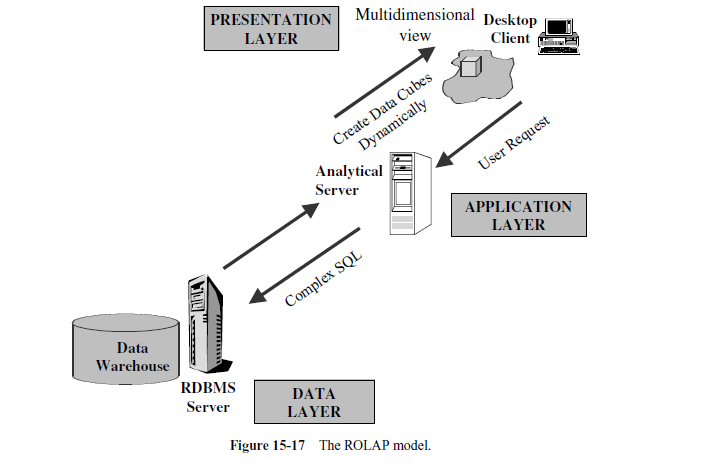 PRESENTATION
LAYER
Multidimensional
view
Desktop
Client
Create Data Cubes
Dynamically
User Request
Analytical
Server
APPLICATION
LAYER
Complex SQL
Data
Warehouse
RDBMS
Server
DATA
LAYER
Figure 15-17 The ROLAP model.